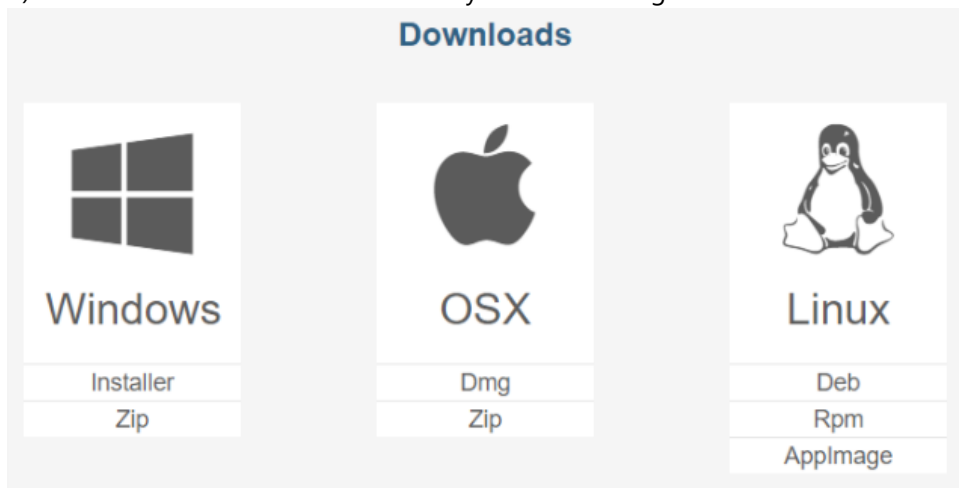 Downloads
Windows
Installer
Zip
OSX
Dmg
Zip
Linux
Deb
Rpm
AppImage